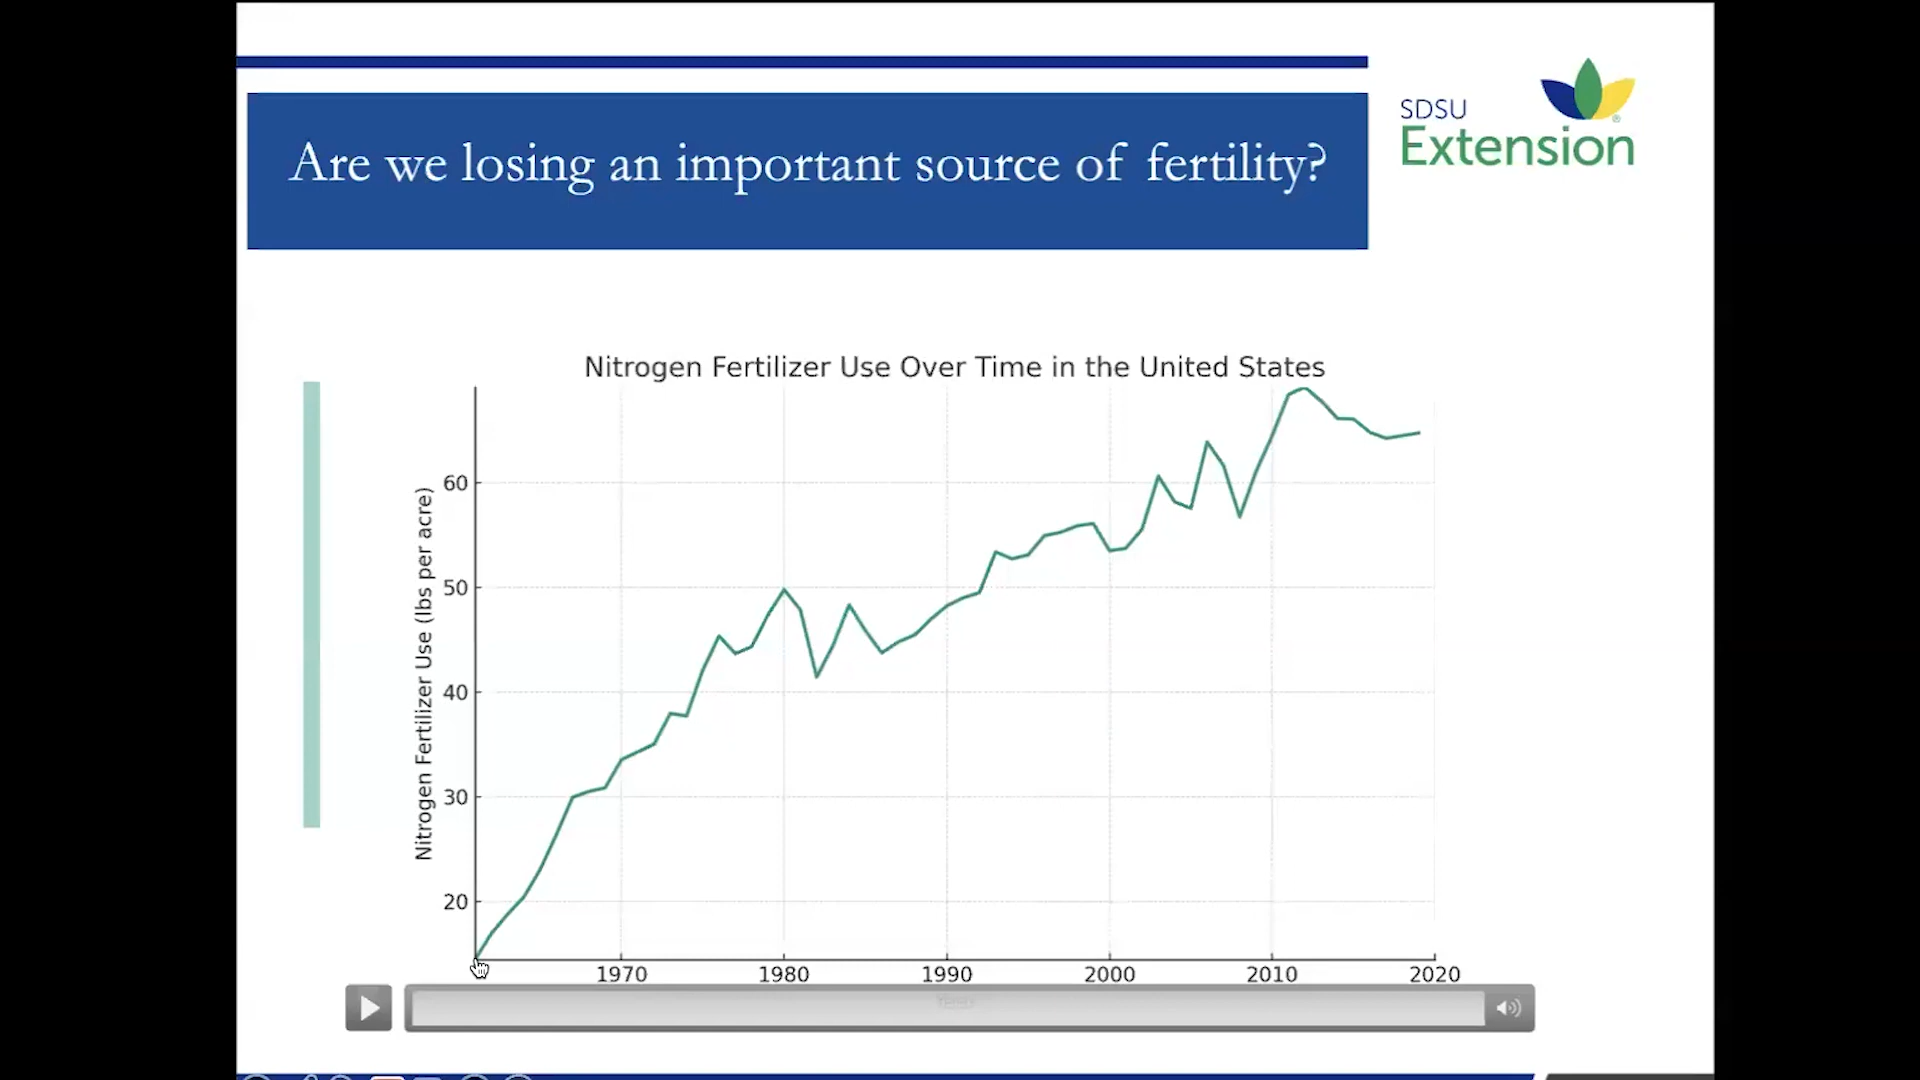 Are we losing an important source of fertility?
SDSU
Extension
®
Nitrogen Fertilizer Use Over Time in the United States
Nitrogen Fertilizer Use (lbs per acre)
60
50
40
30
20
1970 1980 1990 2000 2010 2020